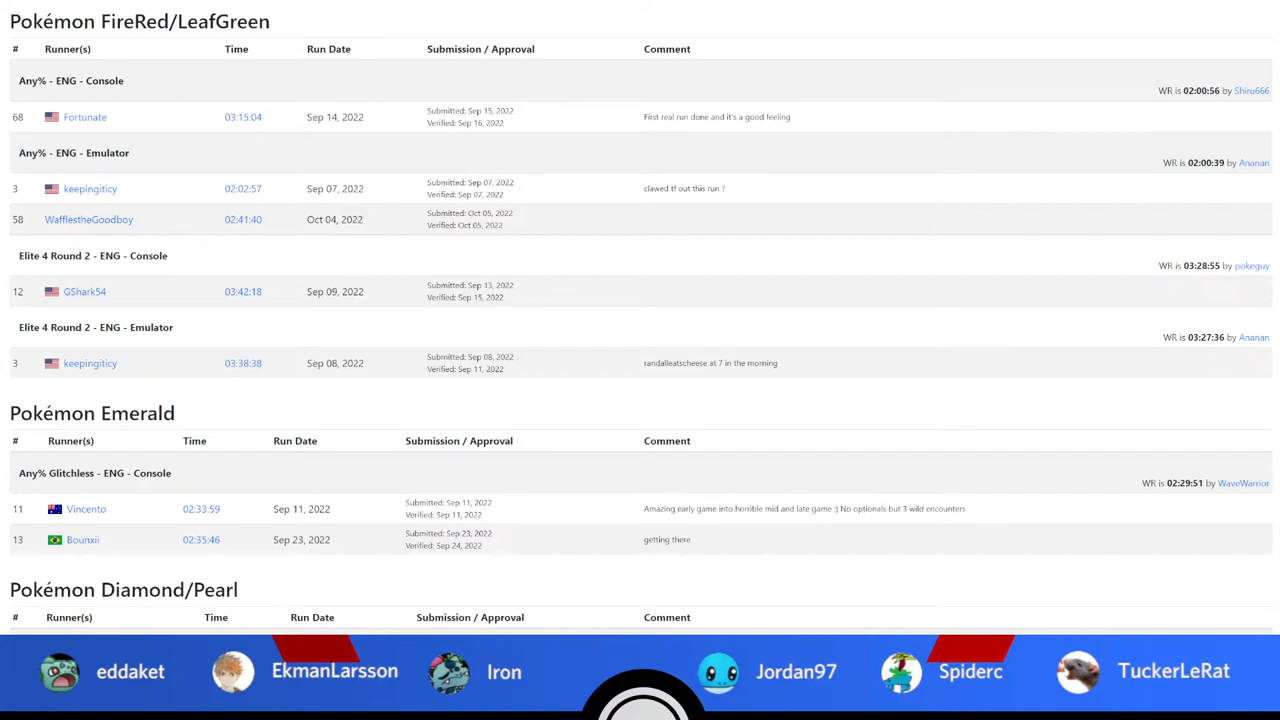 Pokémon FireRed/LeafGreen
# Runner(s) Time Run Date Submission / Approval Comment
Any% - ENG - Console
WR is 02:00:56 by Shiru666
68 Fortunate 03:15:04 Sep 14, 2022 Submitted: Sep 15, 2022 First real run done and it's a good feeling
Verified: Sep 16, 2022
Any% - ENG - Emulator
WR is 02:00:39 by Ananan
3 keepingiticy 02:02:57 Sep 07, 2022 Submitted: Sep 07, 2022 clawed tf out this run ?
Verified: Sep 07, 2022
58 WafflestheGoodboy 02:41:40 Oct 04, 2022 Submitted: Oct 05, 2022
Verified: Oct 05, 2022
Elite 4 Round 2 - ENG - Console
WR is 03:28:55 by pokeguy
12 GShark54 03:42:18 Sep 09, 2022 Submitted: Sep 13, 2022
Verified: Sep 15, 2022
Elite 4 Round 2 - ENG - Emulator
WR is 03:27:36 by Ananan
3 keepingiticy 03:38:38 Sep 08, 2022 Submitted: Sep 08, 2022 randalleatscheese at 7 in the morning
Verified: Sep 11, 2022
Pokémon Emerald
# Runner(s) Time Run Date Submission / Approval Comment
Any% Glitchless - ENG - Console
WR is 02:29:51 by WaveWarrior
11 Vincento 02:33:59 Sep 11, 2022 Submitted: Sep 11, 2022 Amazing early game into horrible mid and late game :) No optionals but 3 wild encounters
Verified: Sep 11, 2022
13 Bounxii 02:35:46 Sep 23, 2022 Submitted: Sep 23, 2022 getting there
Verified: Sep 24, 2022
Pokémon Diamond/Pearl
# Runner(s) Time Run Date Submission / Approval Comment
eddaket EkmanLarsson Iron Jordan97 Spiderc TuckerLeRat